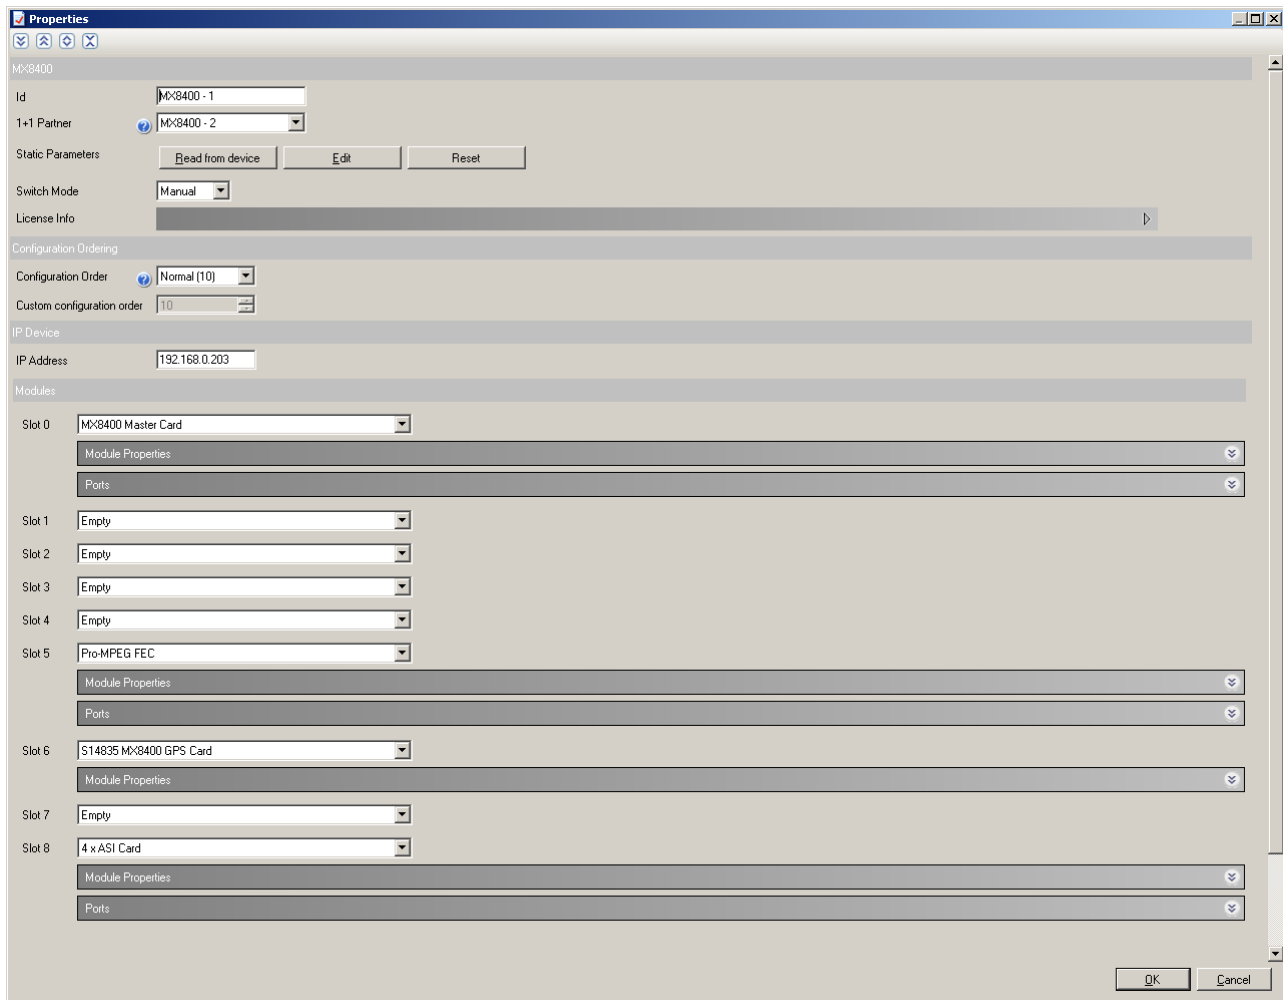 Properties
MX8400
Id MX8400 - 1
1+1 Partner MX8400 - 2
Static Parameters Read from device Edit Reset
Switch Mode Manual
License Info
Configuration Ordering
Configuration Order Normal (10)
Custom configuration order 10
IP Device
IP Address 192.168.0.203
Modules
Slot 0 MX8400 Master Card
Module Properties
Ports
Slot 1 Empty
Slot 2 Empty
Slot 3 Empty
Slot 4 Empty
Slot 5 Pro-MPEG FEC
Module Properties
Ports
Slot 6 S14835 MX8400 GPS Card
Module Properties
Slot 7 Empty
Slot 8 4 x ASI Card
Module Properties
Ports
OK Cancel